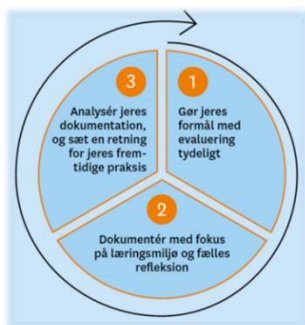 1
Gør jeres
formål med
evaluering
tydeligt
2
Dokumentér med fokus
på læringsmiljø og fælles
refleksion
3
Analysér jeres
dokumentation,
og sæt en retning
for jeres frem-
tidige praksis